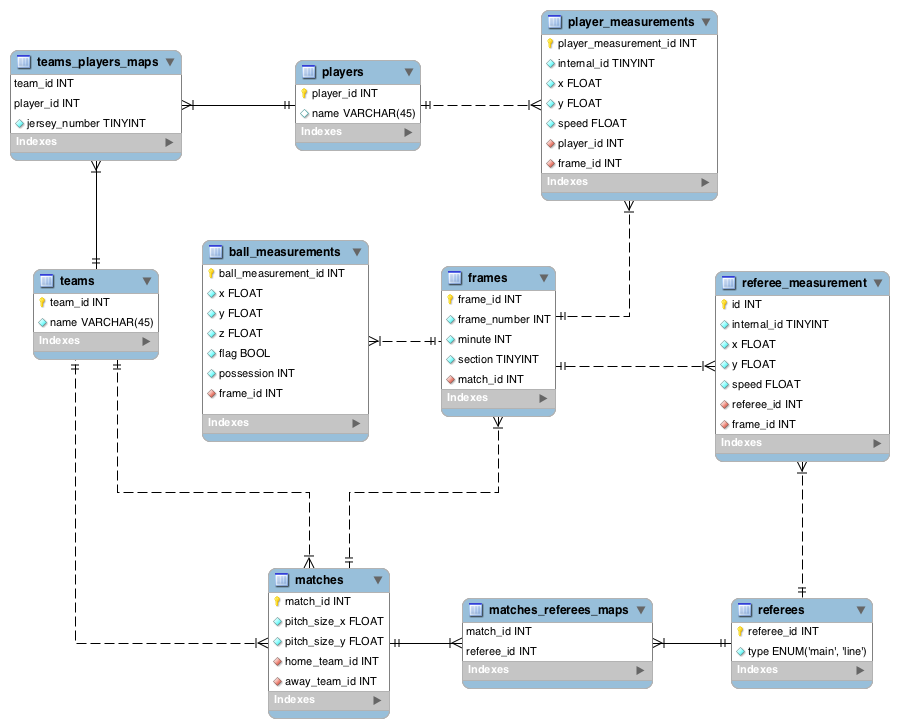 player_measurements
player_measurement_id INT
internal_id TINYINT
x FLOAT
y FLOAT
speed FLOAT
player_id INT
frame_id INT
Indexes
teams_players_maps
team_id INT
player_id INT
jersey_number TINYINT
Indexes
players
player_id INT
name VARCHAR(45)
Indexes
teams
team_id INT
name VARCHAR(45)
Indexes
ball_measurements
ball_measurement_id INT
x FLOAT
y FLOAT
z FLOAT
flag BOOL
possession INT
frame_id INT
Indexes
frames
frame_id INT
frame_number INT
minute INT
section TINYINT
match_id INT
Indexes
referee_measurement
id INT
internal_id TINYINT
x FLOAT
y FLOAT
speed FLOAT
referee_id INT
frame_id INT
Indexes
matches
match_id INT
pitch_size_x FLOAT
pitch_size_y FLOAT
home_team_id INT
away_team_id INT
Indexes
matches_referees_maps
match_id INT
referee_id INT
Indexes
referees
referee_id INT
type ENUM('main', 'line')
Indexes